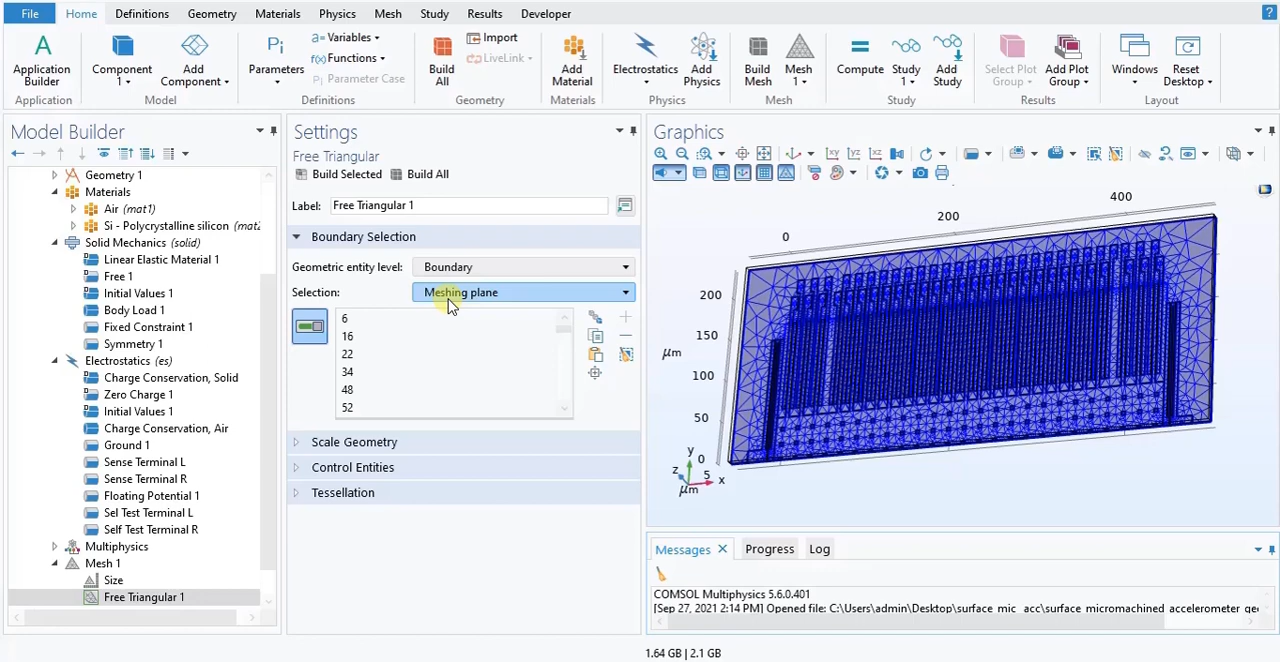 File Home Definitions Geometry Materials Physics Mesh Study Results Developer ?
A Pi a= Variables Import
f(x) Functions LiveLink
Application Component Add Parameters Pi Parameter Case Build Add Electrostatics Add Build Mesh Compute Study Add Select Plot Add Plot Windows Reset
Builder 1 Component All Material Physics Mesh 1 1 Study Group Group Desktop
Application Model Definitions Geometry Materials Physics Mesh Study Results Layout
Model Builder
Geometry 1
Materials
Air (mat1)
Si - Polycrystalline silicon (mat2
Solid Mechanics (solid)
Linear Elastic Material 1
Free 1
Initial Values 1
Body Load 1
Fixed Constraint 1
Symmetry 1
Electrostatics (es)
Charge Conservation, Solid
Zero Charge 1
Initial Values 1
Charge Conservation, Air
Ground 1
Sense Terminal L
Sense Terminal R
Floating Potential 1
Sel Test Terminal L
Self Test Terminal R
Multiphysics
Mesh 1
Size
Free Triangular 1
Settings
Free Triangular
Build Selected Build All
Label: Free Triangular 1
Boundary Selection
Geometric entity level: Boundary
Selection: Meshing plane
6
16
22
34
48
52
Scale Geometry
Control Entities
Tessellation
Graphics
xy yz xz
400
200
0
200
150
µm
100
50
0
5
µm
y
z
x
Messages Progress Log
COMSOL Multiphysics 5.6.0.401
[Sep 27, 2021 2:14 PM] Opened file: C:\Users\admin\Desktop\surface_mic_acc\surface_micromachined_accelerometer_ge
1.64 GB | 2.1 GB